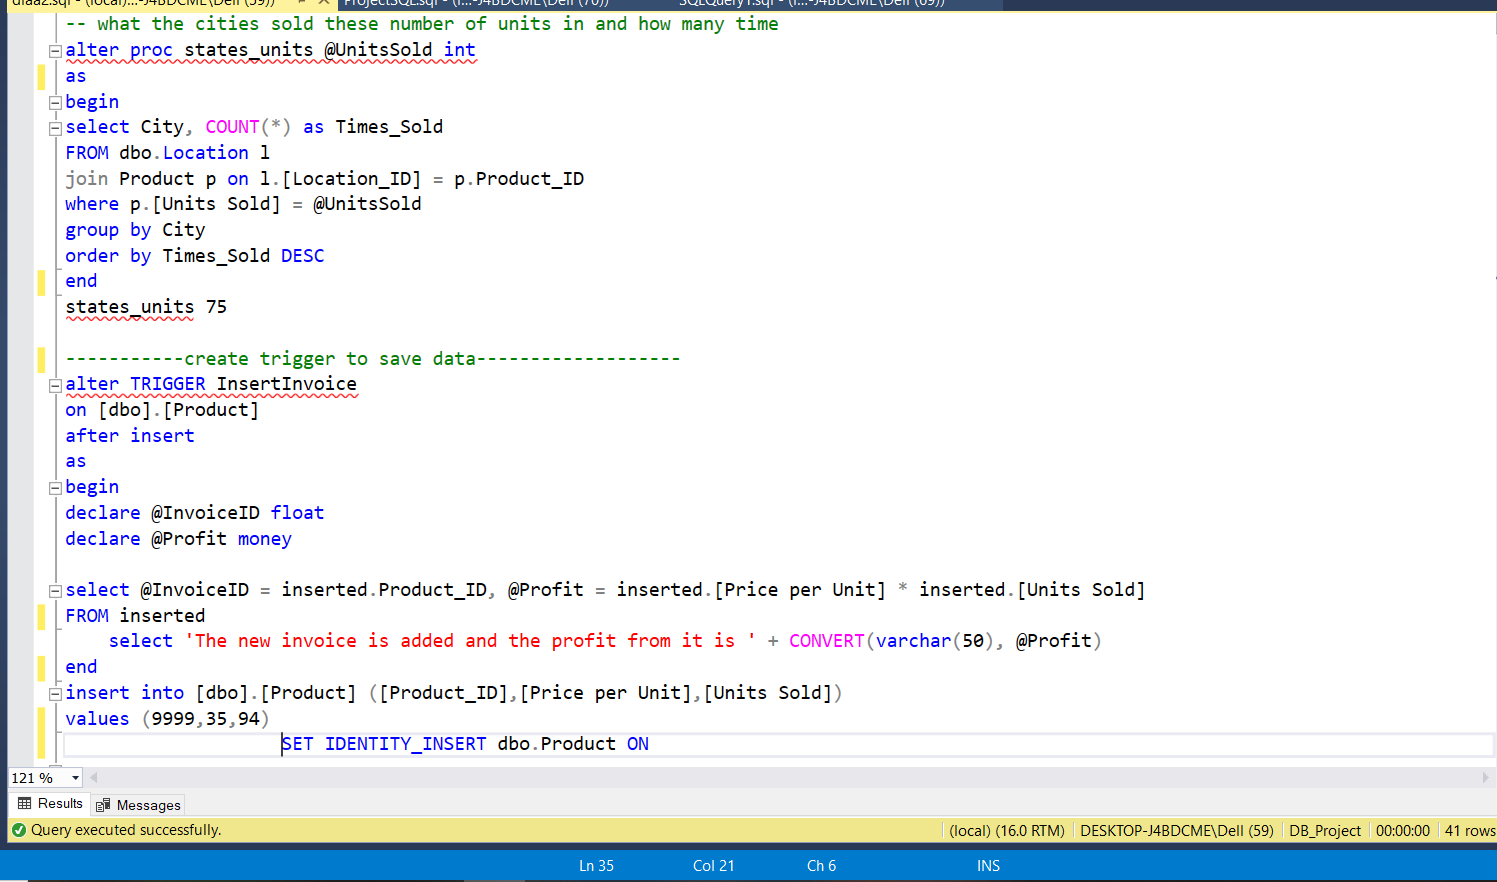 diaa2.sql - (local)...-J4BDCME\Dell (59))
ProjectSQL.sql - (l...-J4BDCME\Dell (70))
SQLQuery1.sql - (l...-J4BDCME\Dell (69))
-- what the cities sold these number of units in and how many time
alter proc states_units @UnitsSold int
as
begin
select City, COUNT(*) as Times_Sold
FROM dbo.Location l
join Product p on l.[Location_ID] = p.Product_ID
where p.[Units Sold] = @UnitsSold
group by City
order by Times_Sold DESC
end
states_units 75
-----------create trigger to save data-------------------
alter TRIGGER InsertInvoice
on [dbo].[Product]
after insert
as
begin
declare @InvoiceID float
declare @Profit money
select @InvoiceID = inserted.Product_ID, @Profit = inserted.[Price per Unit] * inserted.[Units Sold]
FROM inserted
select 'The new invoice is added and the profit from it is ' + CONVERT(varchar(50), @Profit)
end
insert into [dbo].[Product] ([Product_ID],[Price per Unit],[Units Sold])
values (9999,35,94)
SET IDENTITY_INSERT dbo.Product ON
121 %
Results Messages
Query executed successfully. (local) (16.0 RTM) DESKTOP-J4BDCME\Dell (59) DB_Project 00:00:00 41 rows
Ln 35 Col 21 Ch 6 INS